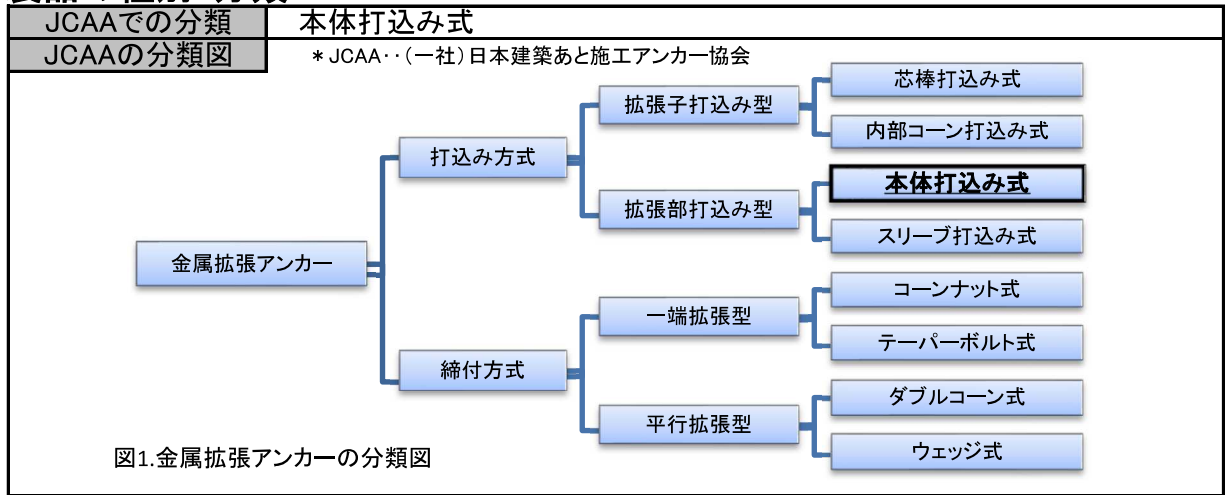 JCAAでの分類 本体打込み式
JCAAの分類図 *JCAA‥(一社)日本建築あと施工アンカー協会
芯棒打込み式
拡張子打込み型
内部コーン打込み式
打込み方式
本体打込み式
拡張部打込み型
スリーブ打込み式
金属拡張アンカー
コーンナット式
一端拡張型
テーパーボルト式
締付方式
ダブルコーン式
平行拡張型
ウェッジ式
図1.金属拡張アンカーの分類図